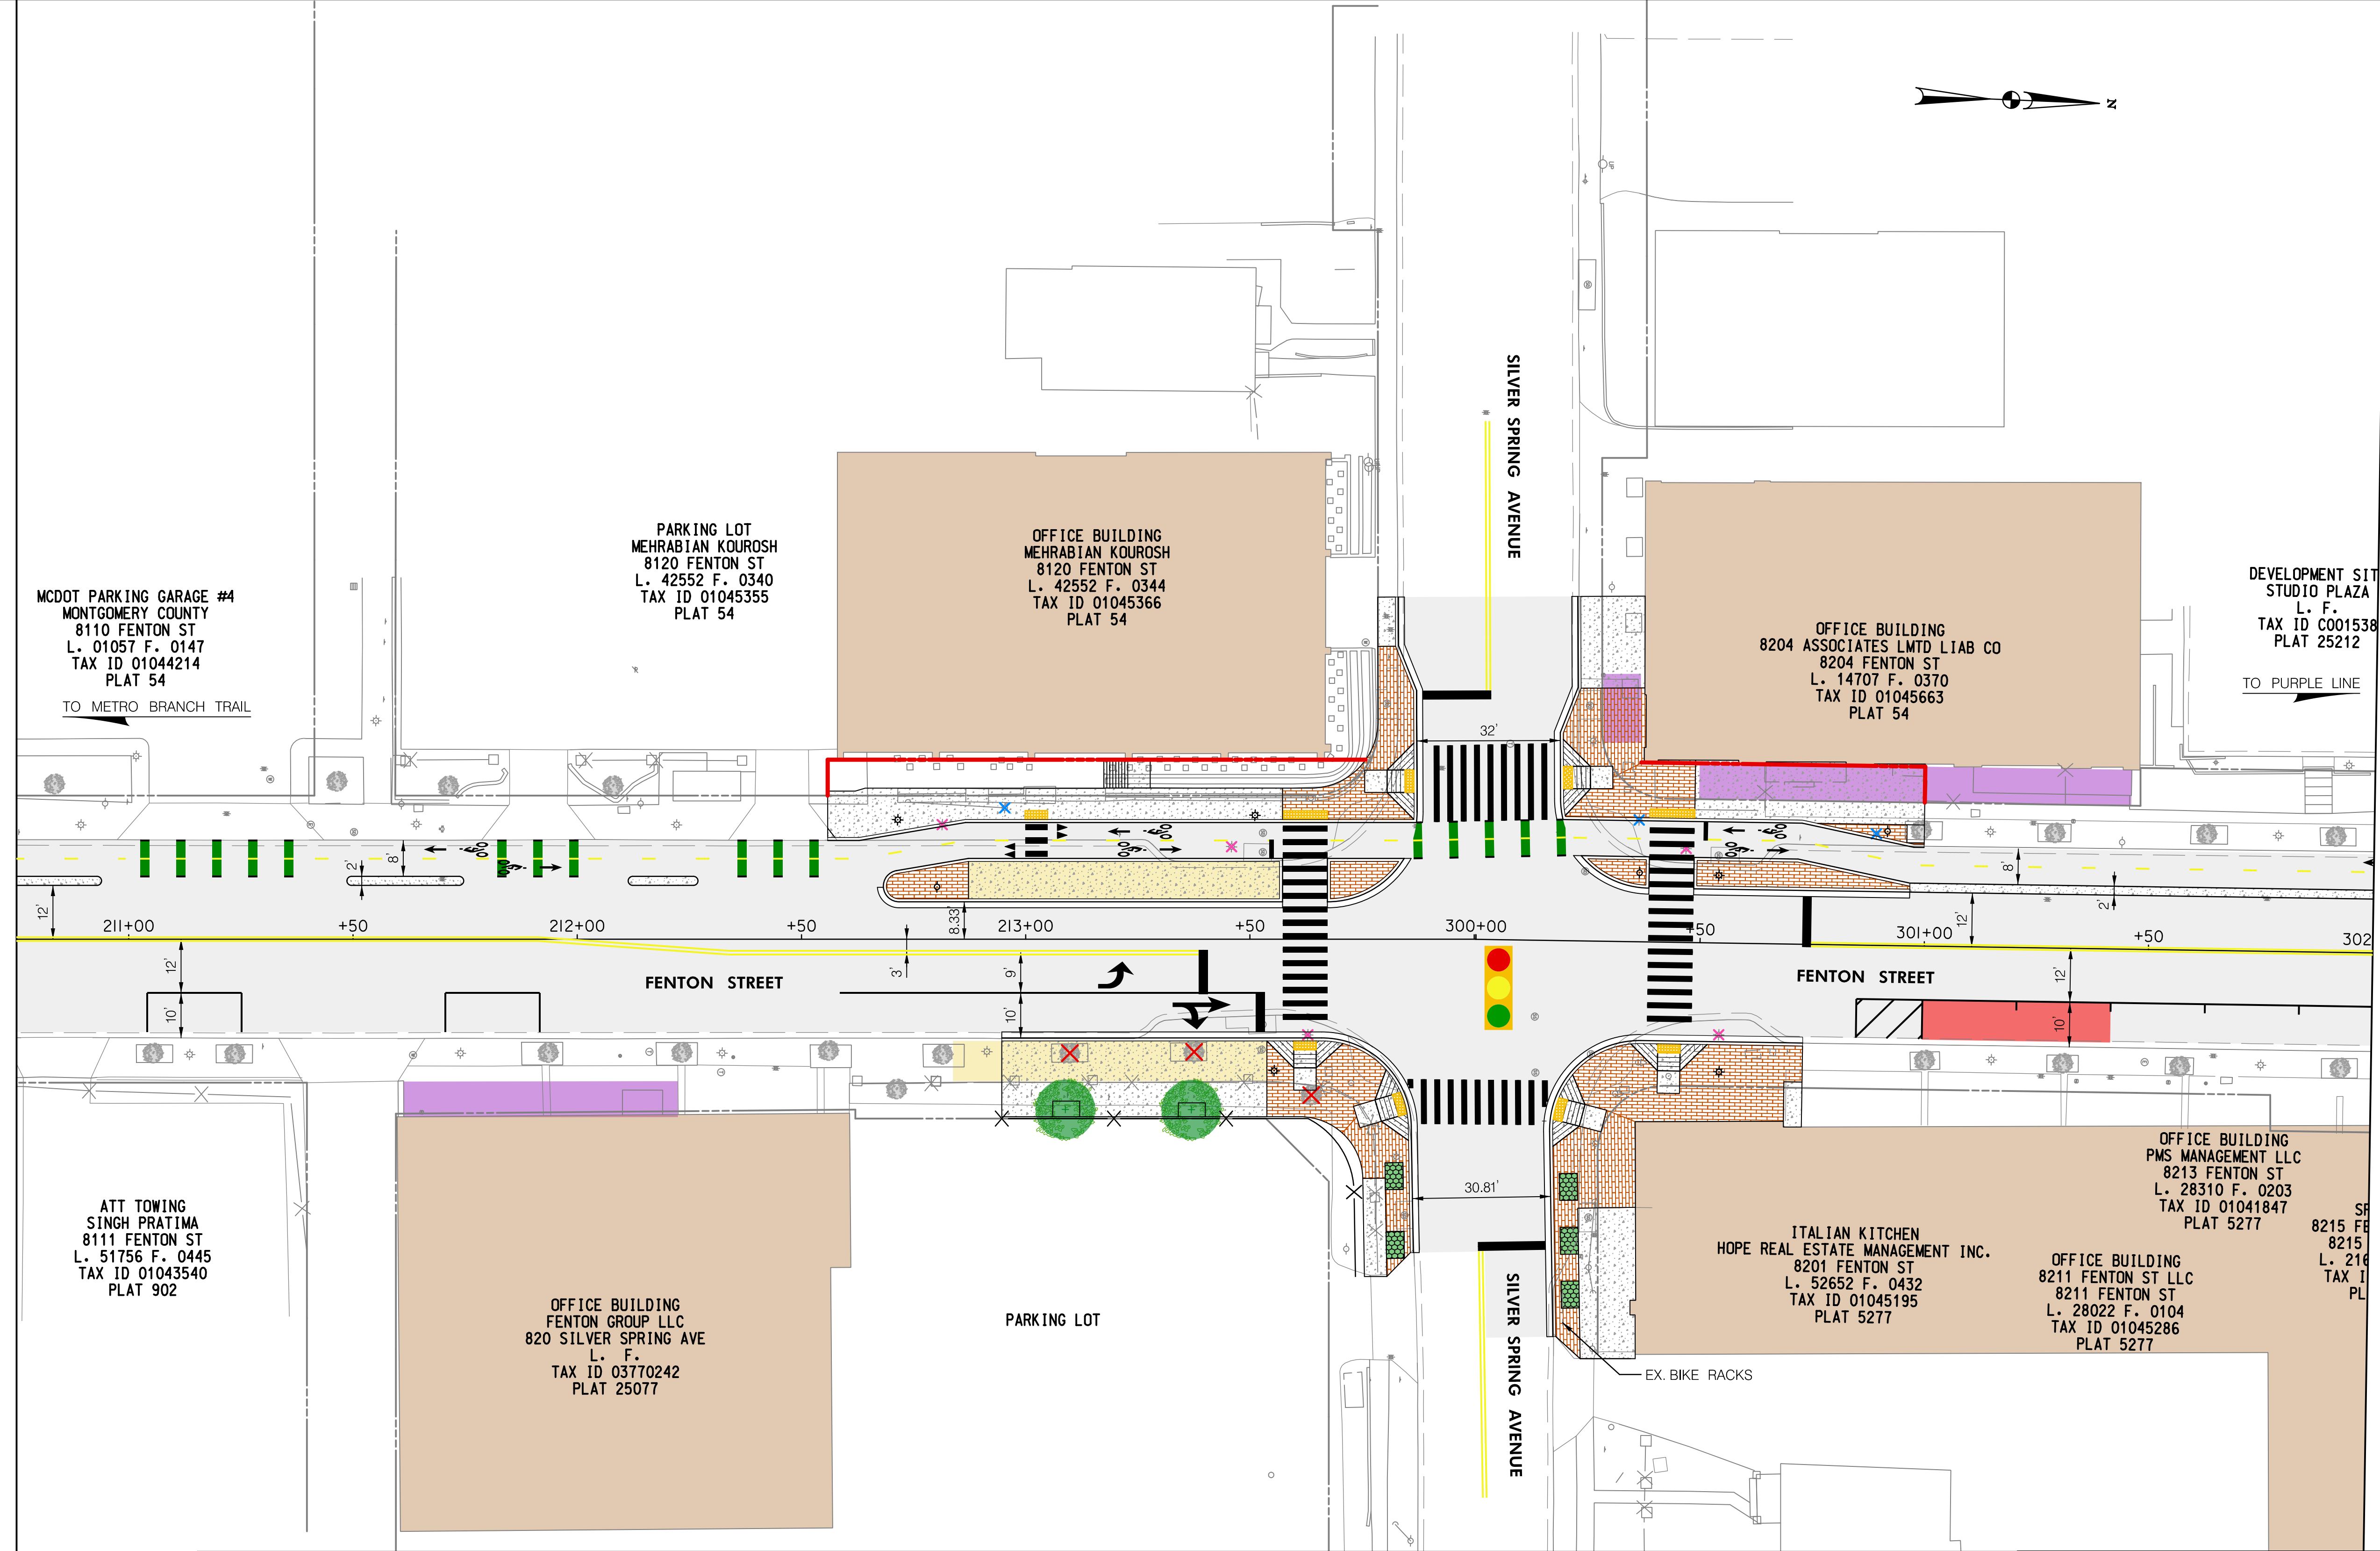 N
SILVER SPRING AVENUE
MCDOT PARKING GARAGE #4
MONTGOMERY COUNTY
8110 FENTON ST
L. 01057 F. 0147
TAX ID 01044214
PLAT 54
TO METRO BRANCH TRAIL
PARKING LOT
MEHRABIAN KOUROSH
8120 FENTON ST
L. 42552 F. 0340
TAX ID 01045355
PLAT 54
OFFICE BUILDING
MEHRABIAN KOUROSH
8120 FENTON ST
L. 42552 F. 0344
TAX ID 01045366
PLAT 54
OFFICE BUILDING
8204 ASSOCIATES LMTD LIAB CO
8204 FENTON ST
L. 14707 F. 0370
TAX ID 01045663
PLAT 54
DEVELOPMENT SIT
STUDIO PLAZA
L. F.
TAX ID C001538
PLAT 25212
TO PURPLE LINE
32'
8'
2'
12'
8.33'
8'
2'
12'
211+00
+50
212+00
+50
213+00
+50
300+00
+50
301+00
+50
302
12'
10'
FENTON STREET
3'
9'
10'
FENTON STREET
12'
10'
30.81'
ATT TOWING
SINGH PRATIMA
8111 FENTON ST
L. 51756 F. 0445
TAX ID 01043540
PLAT 902
OFFICE BUILDING
FENTON GROUP LLC
820 SILVER SPRING AVE
L. F.
TAX ID 03770242
PLAT 25077
PARKING LOT
SILVER SPRING AVENUE
EX. BIKE RACKS
ITALIAN KITCHEN
HOPE REAL ESTATE MANAGEMENT INC.
8201 FENTON ST
L. 52652 F. 0432
TAX ID 01045195
PLAT 5277
OFFICE BUILDING
PMS MANAGEMENT LLC
8213 FENTON ST
L. 28310 F. 0203
TAX ID 01041847
PLAT 5277
OFFICE BUILDING
8211 FENTON ST LLC
8211 FENTON ST
L. 28022 F. 0104
TAX ID 01045286
PLAT 5277
8215 FE
8215
L. 216
TAX I
PL